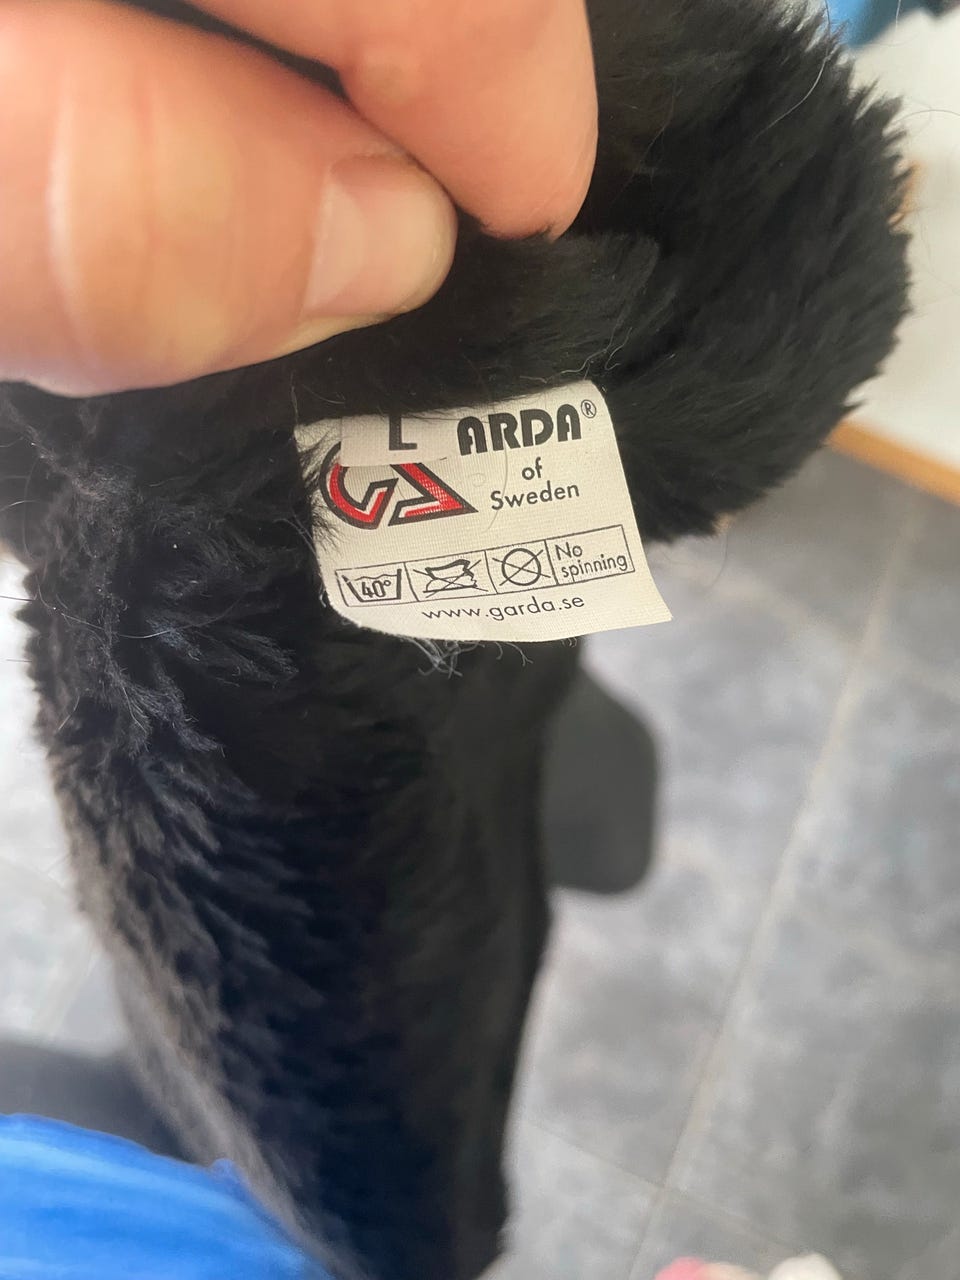 L
ARDA®
of
Sweden
40°
No
spinning
www.garda.se